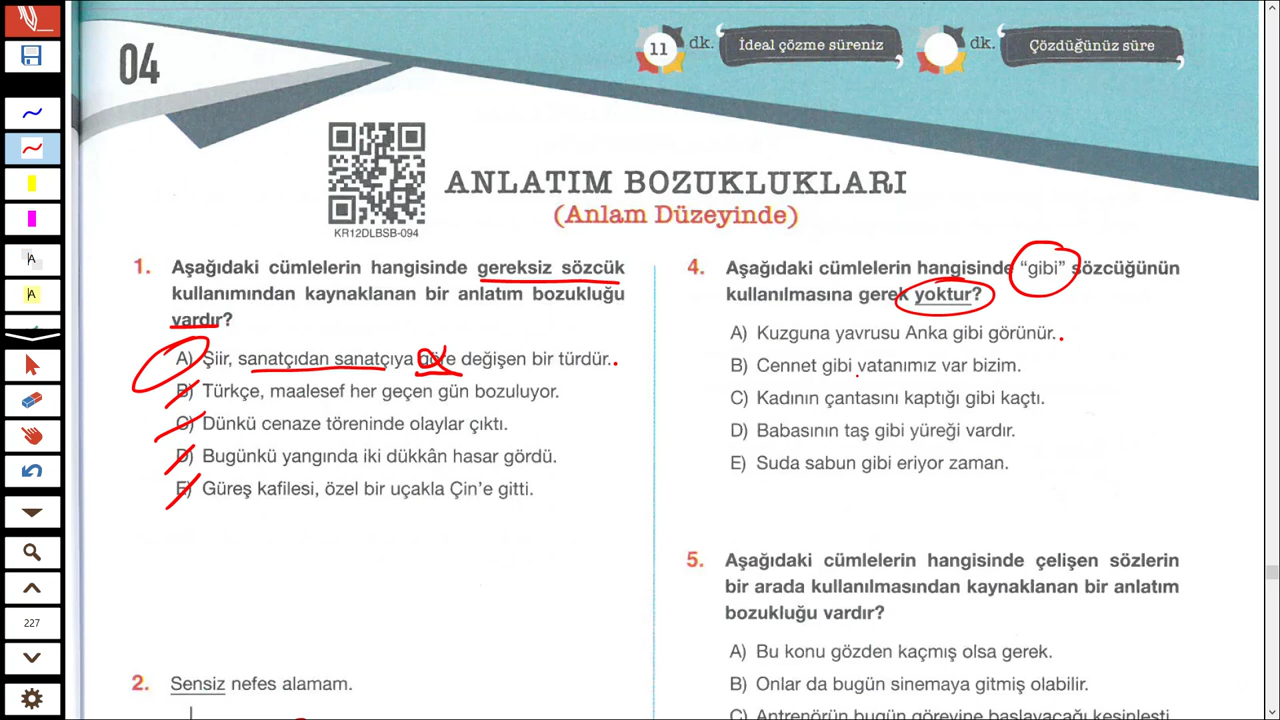 04
11 dk. İdeal çözme süreniz
dk. Çözdüğünüz süre
KR12DLBSB-094
ANLATIM BOZUKLUKLARI
(Anlam Düzeyinde)
1. Aşağıdaki cümlelerin hangisinde gereksiz sözcük
kullanımından kaynaklanan bir anlatım bozukluğu
vardır?
A) Şiir, sanatçıdan sanatçıya göre değişen bir türdür.
B) Türkçe, maalesef her geçen gün bozuluyor.
C) Dünkü cenaze töreninde olaylar çıktı.
D) Bugünkü yangında iki dükkân hasar gördü.
E) Güreş kafilesi, özel bir uçakla Çin'e gitti.
2. Sensiz nefes alamam.
4. Aşağıdaki cümlelerin hangisinde "gibi" sözcüğünün
kullanılmasına gerek yoktur?
A) Kuzguna yavrusu Anka gibi görünür.
B) Cennet gibi vatanımız var bizim.
C) Kadının çantasını kaptığı gibi kaçtı.
D) Babasının taş gibi yüreği vardır.
E) Suda sabun gibi eriyor zaman.
5. Aşağıdaki cümlelerin hangisinde çelişen sözlerin
bir arada kullanılmasından kaynaklanan bir anlatım
bozukluğu vardır?
A) Bu konu gözden kaçmış olsa gerek.
B) Onlar da bugün sinemaya gitmiş olabilir.
C) Antrenörün bugün görevine başlayacağı kesinleşti
A
A
227